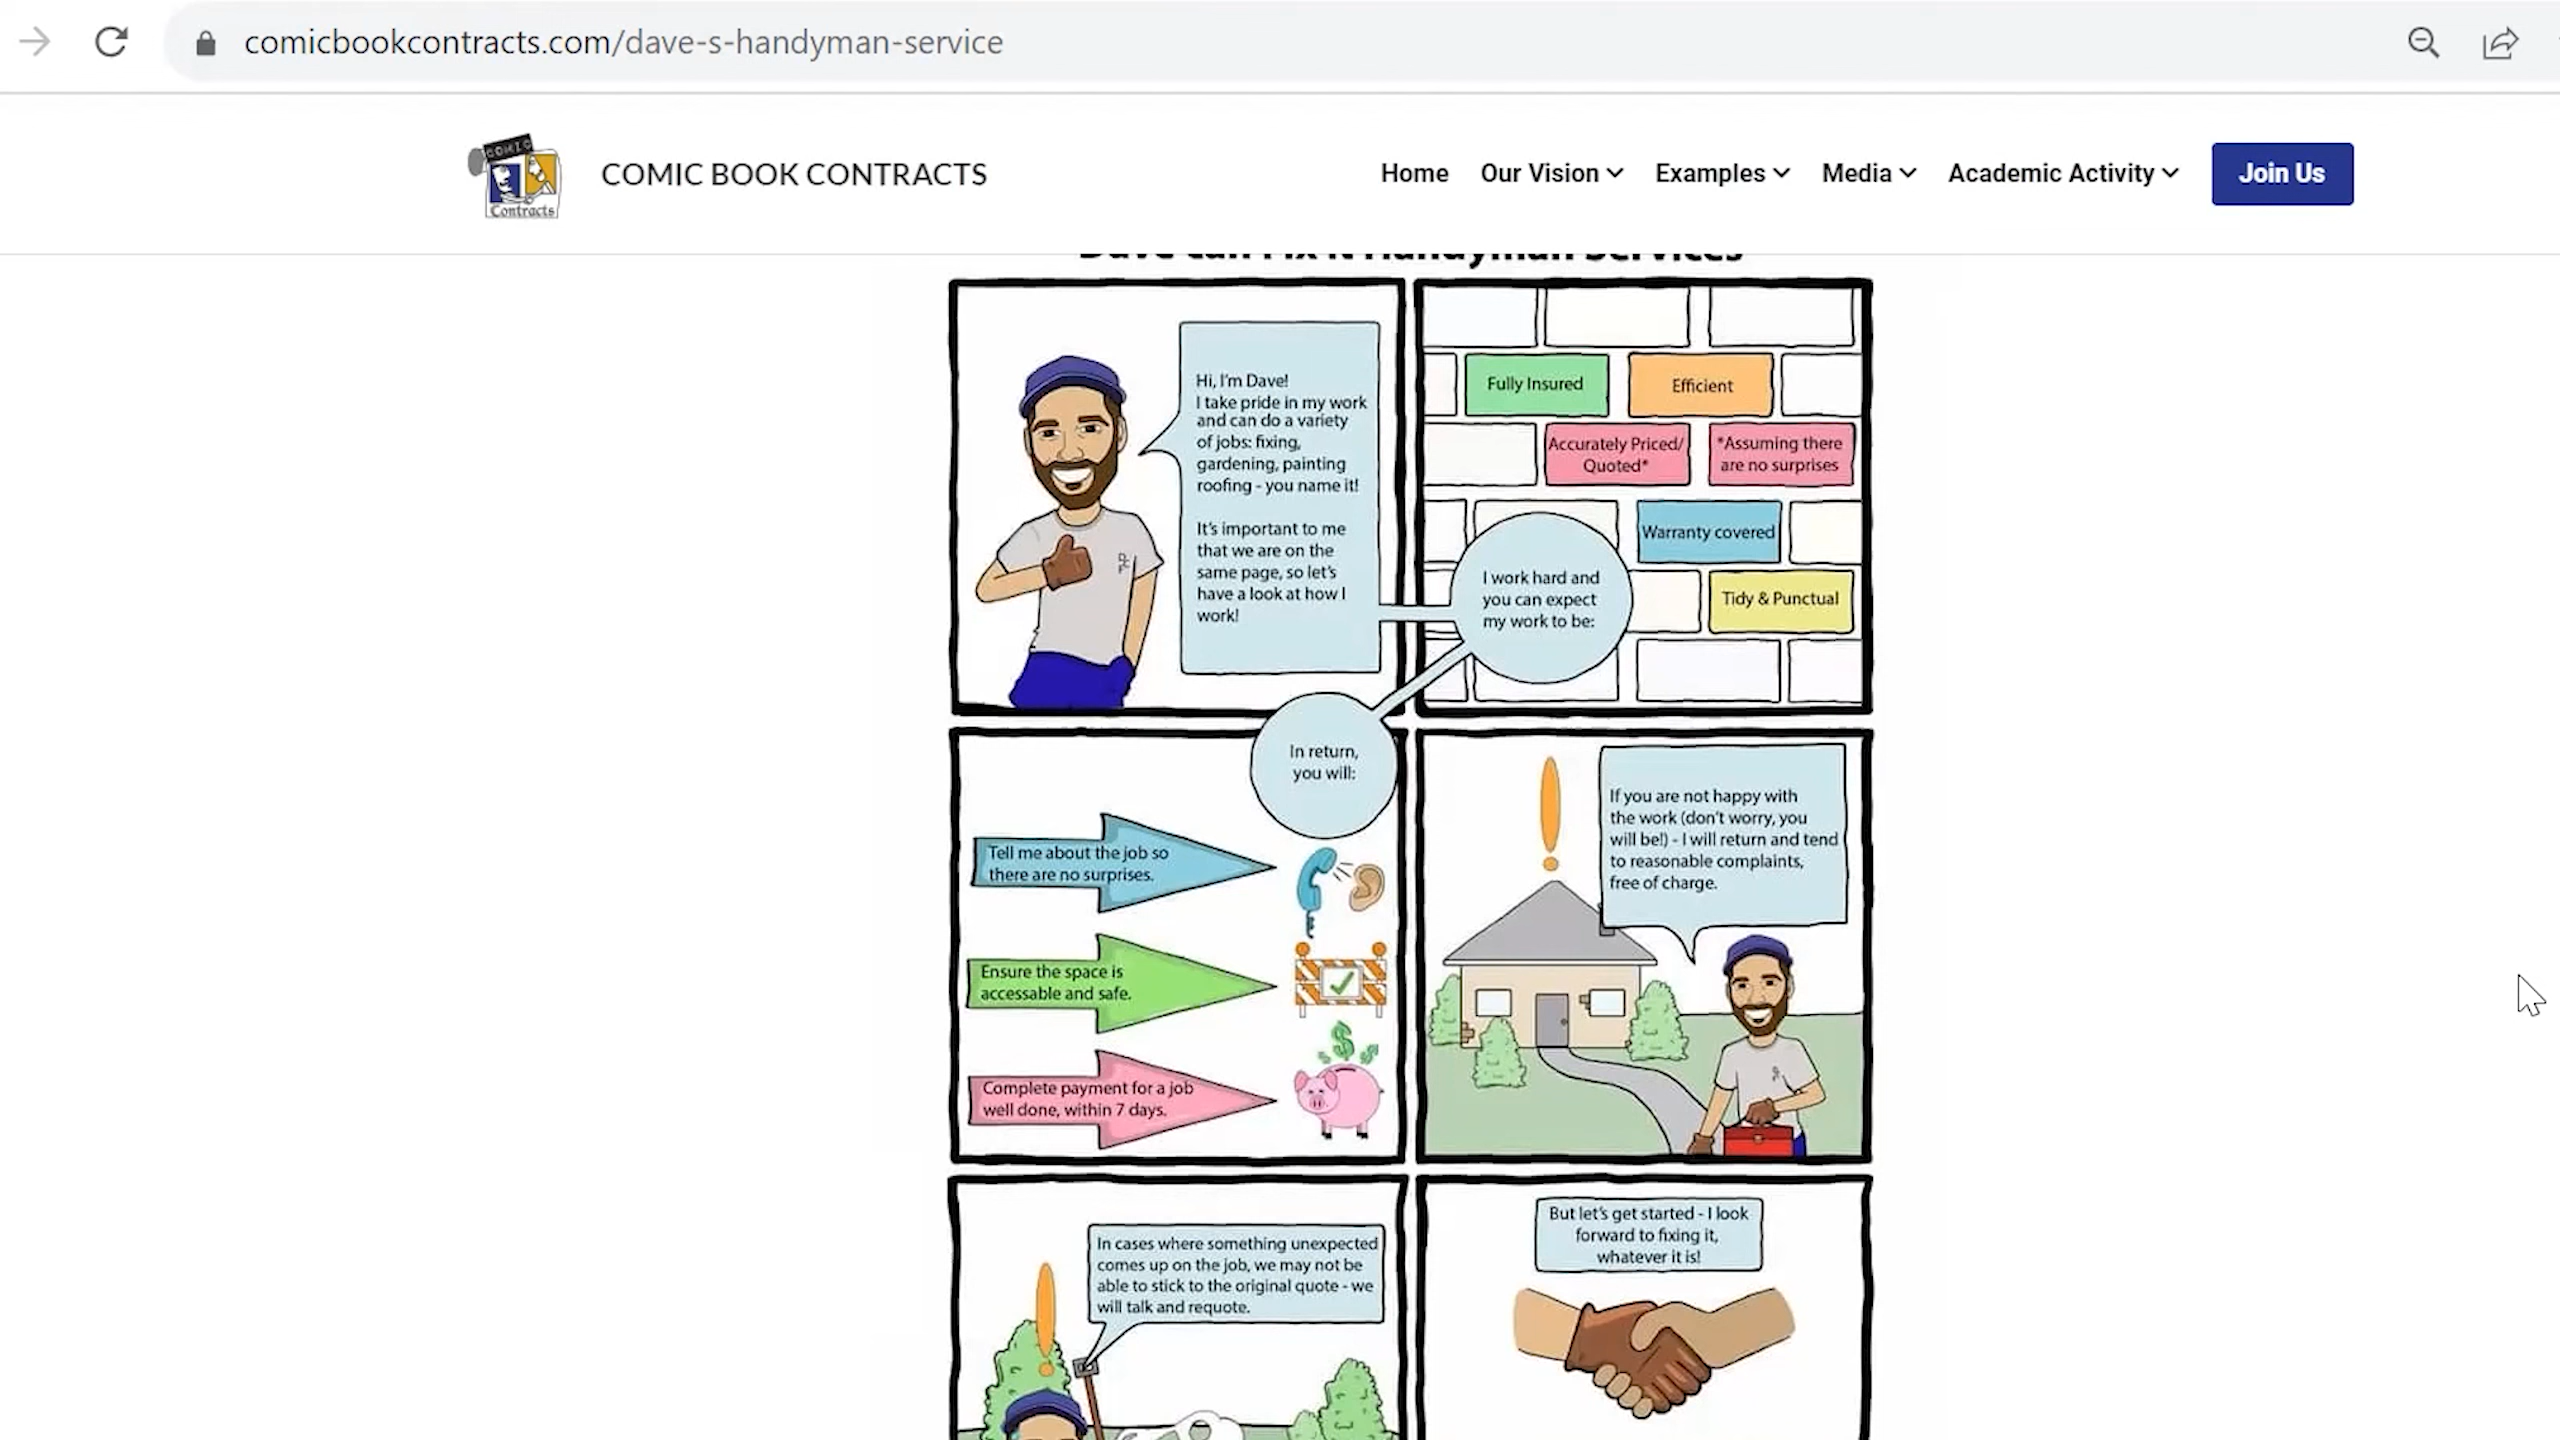 comicbookcontracts.com/dave-s-handyman-service
COMIC
Contracts
COMIC BOOK CONTRACTS
Home
Our Vision
Examples
Media
Academic Activity
Join Us
Dave Can Fix It Handyman Services
Hi, I'm Dave!
I take pride in my work
and can do a variety
of jobs: fixing,
gardening, painting
roofing - you name it!
It's important to me
that we are on the
same page, so let's
have a look at how I
work!
I work hard and
you can expect
my work to be:
Fully Insured
Efficient
Accurately Priced/
Quoted*
*Assuming there
are no surprises
Warranty covered
Tidy & Punctual
In return,
you will:
Tell me about the job so
there are no surprises.
Ensure the space is
accessable and safe.
Complete payment for a job
well done, within 7 days.
If you are not happy with
the work (don't worry, you
will be!) - I will return and tend
to reasonable complaints,
free of charge.
In cases where something unexpected
comes up on the job, we may not be
able to stick to the original quote - we
will talk and requote.
But let's get started - I look
forward to fixing it,
whatever it is!